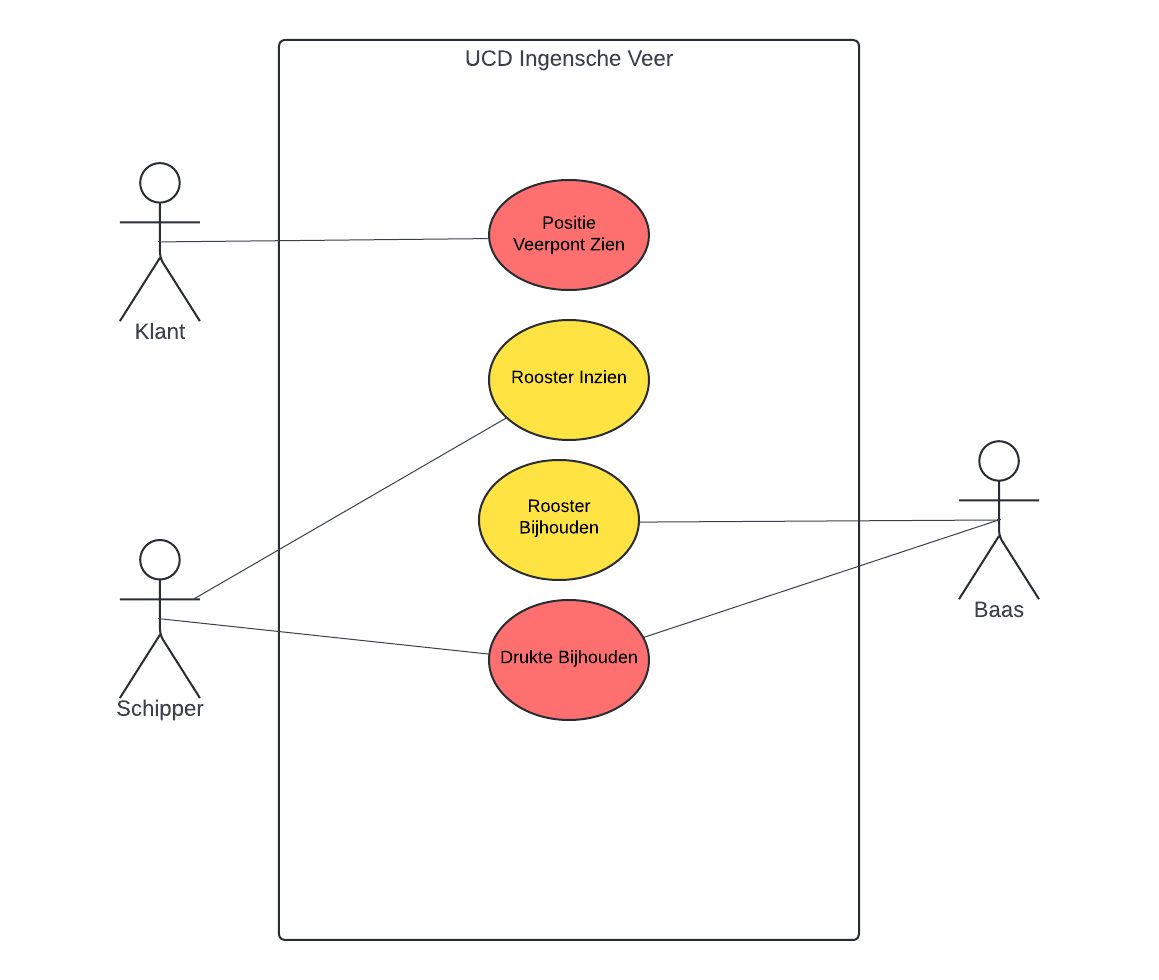 UCD Ingensche Veer
Positie
Veerpont Zien
Klant
Rooster Inzien
Rooster
Bijhouden
Baas
Drukte Bijhouden
Schipper